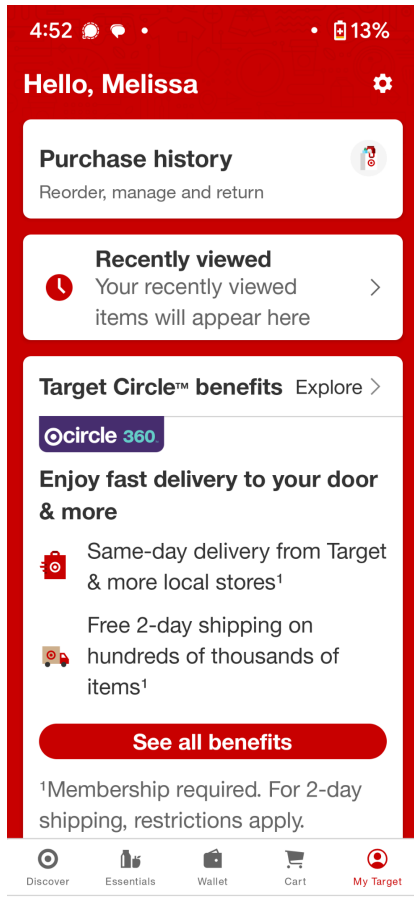 4:52
13%
Hello, Melissa
Purchase history
Reorder, manage and return
Recently viewed
Your recently viewed
items will appear here
Target Circle™ benefits Explore
circle 360.
Enjoy fast delivery to your door
& more
Same-day delivery from Target
& more local stores¹
Free 2-day shipping on
hundreds of thousands of
items¹
See all benefits
¹Membership required. For 2-day
shipping, restrictions apply.
Discover Essentials Wallet Cart My Target